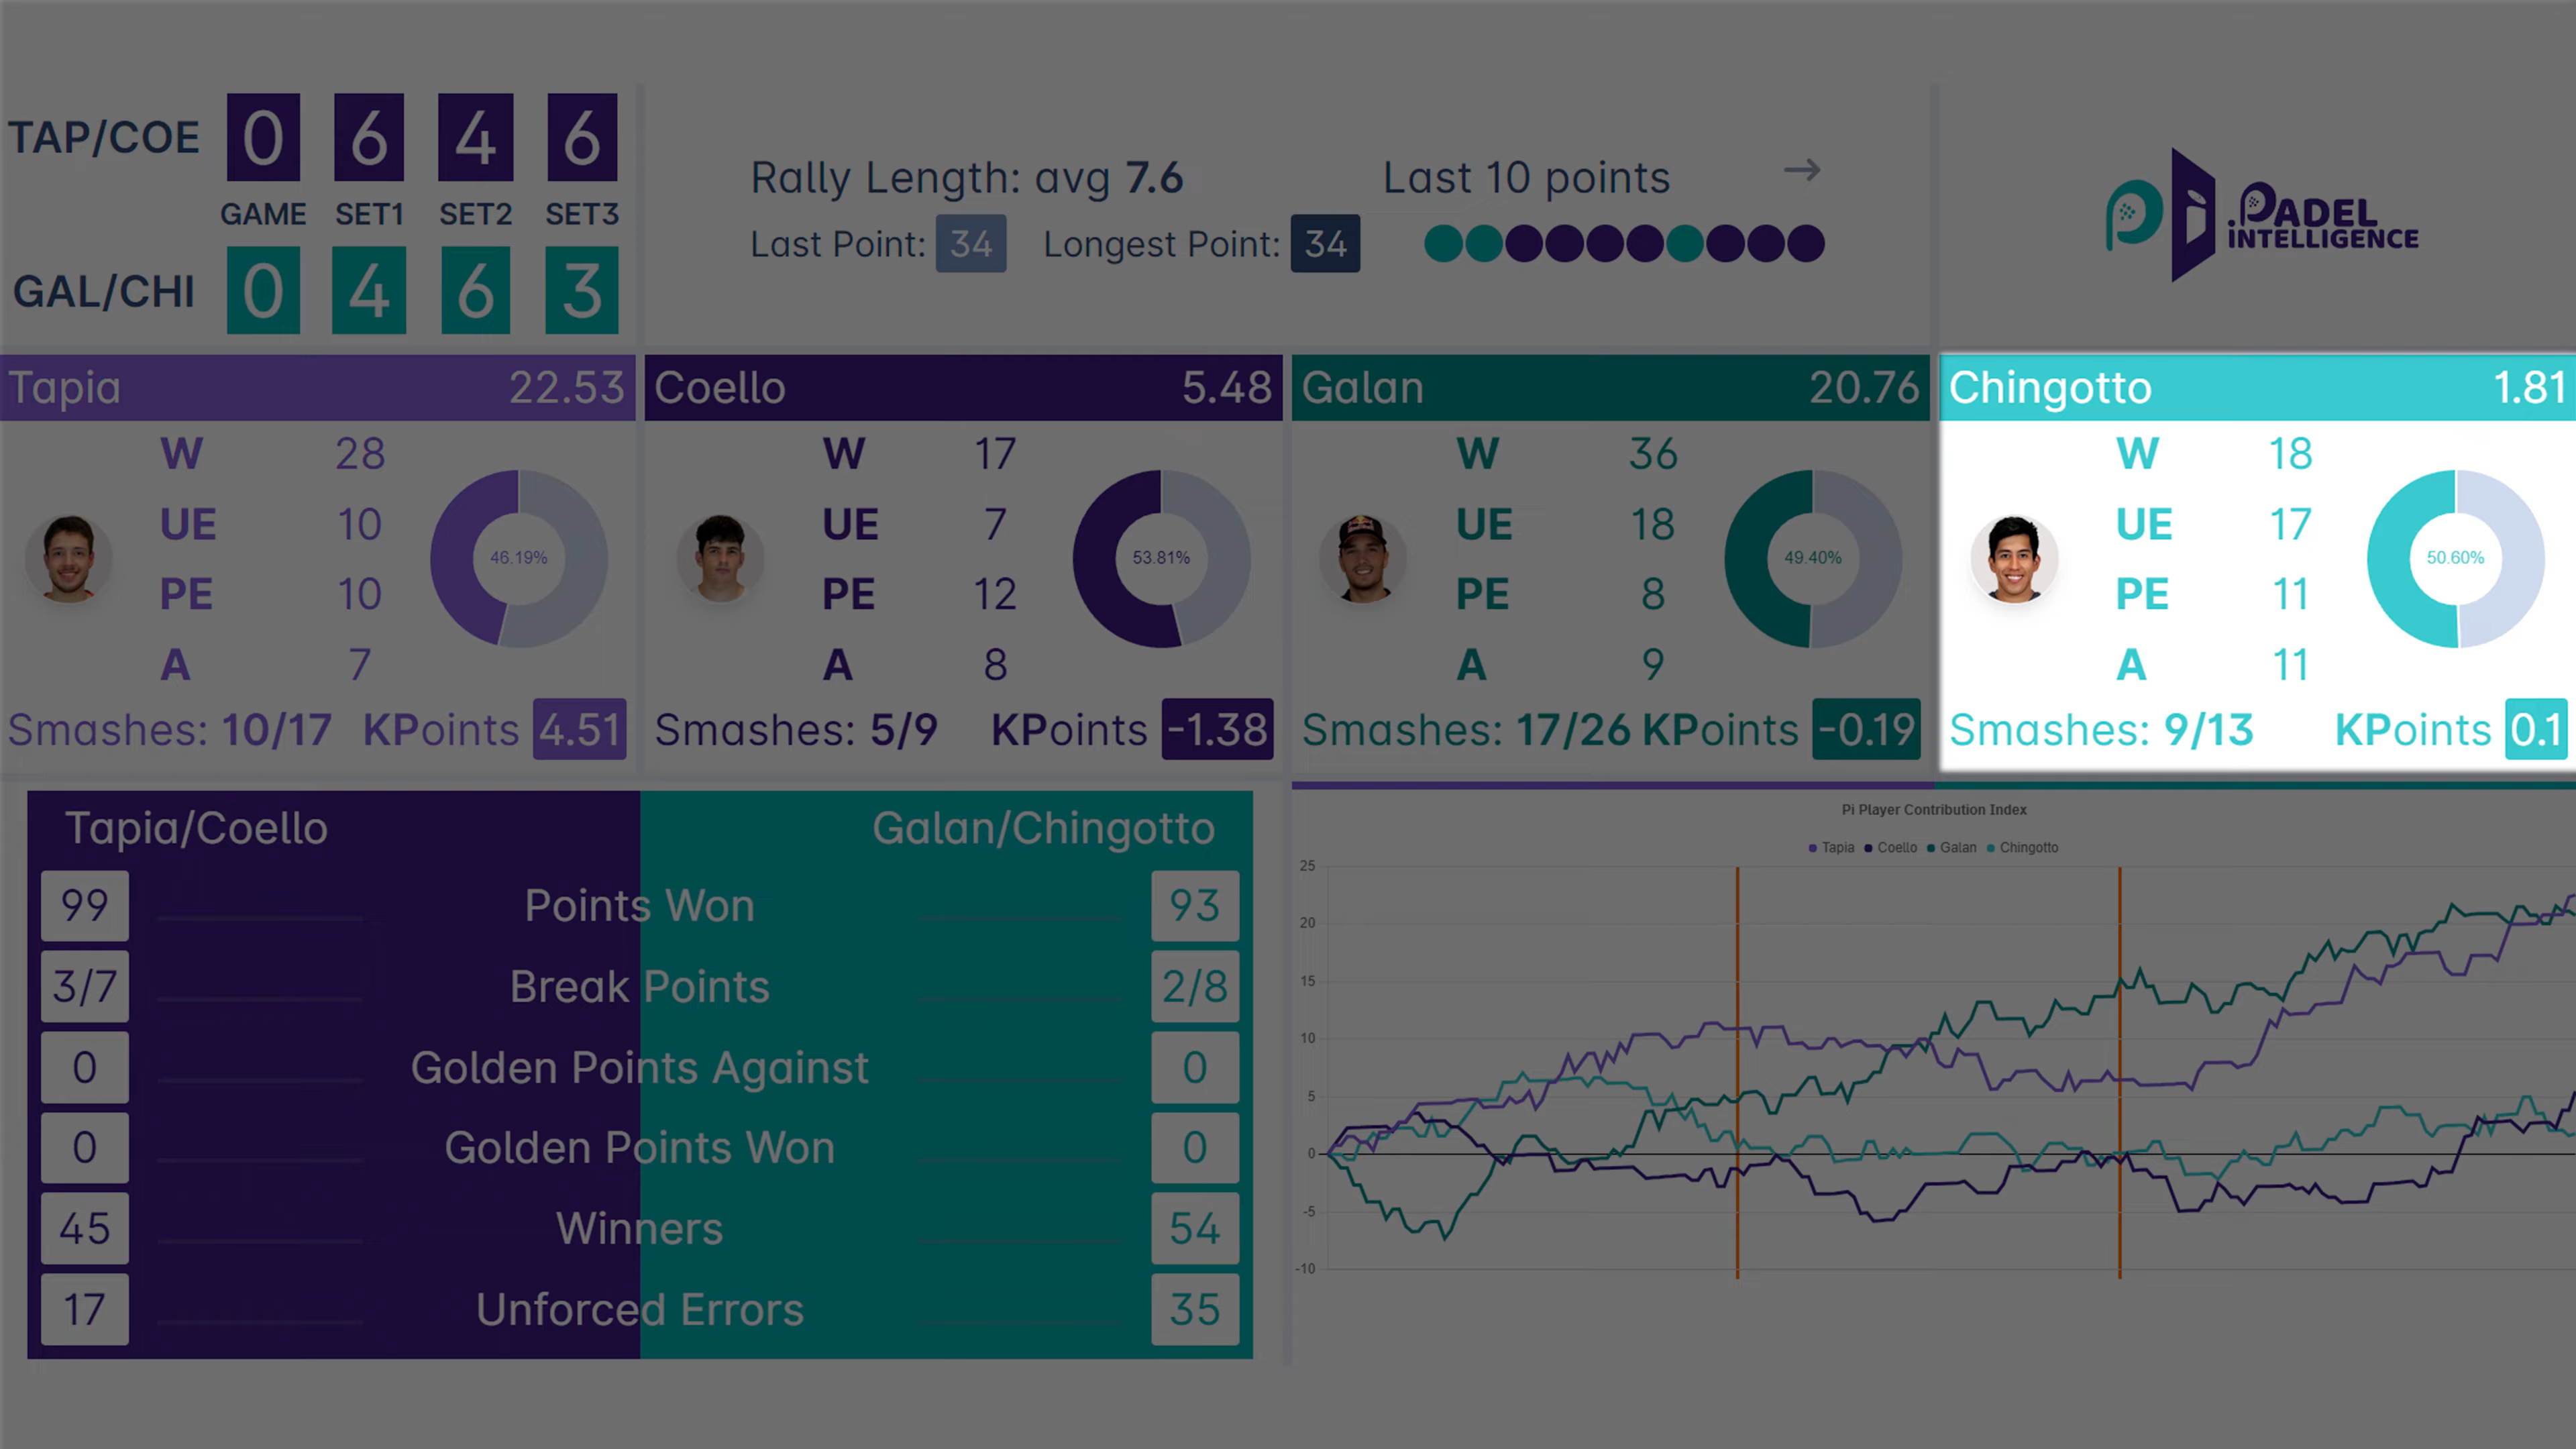 TAP/COE 0 6 4 6
GAME SET1 SET2 SET3
GAL/CHI 0 4 6 3
Rally Length: avg 7.6
Last Point: 34 Longest Point: 34
Last 10 points →
Pi .PADEL
INTELLIGENCE
Tapia 22.53
W 28
UE 10
PE 10
A 7
46.19%
Smashes: 10/17 KPoints 4.51
Coello 5.48
W 17
UE 7
PE 12
A 8
53.81%
Smashes: 5/9 KPoints -1.38
Galan 20.76
W 36
UE 18
PE 8
A 9
49.40%
Smashes: 17/26 KPoints -0.19
Chingotto 1.81
W 18
UE 17
PE 11
A 11
50.60%
Smashes: 9/13 KPoints 0.1
Tapia/Coello Galan/Chingotto
99 Points Won 93
3/7 Break Points 2/8
0 Golden Points Against 0
0 Golden Points Won 0
45 Winners 54
17 Unforced Errors 35
Pi Player Contribution Index
Tapia Coello Galan Chingotto
25
20
15
10
5
0
-5
-10